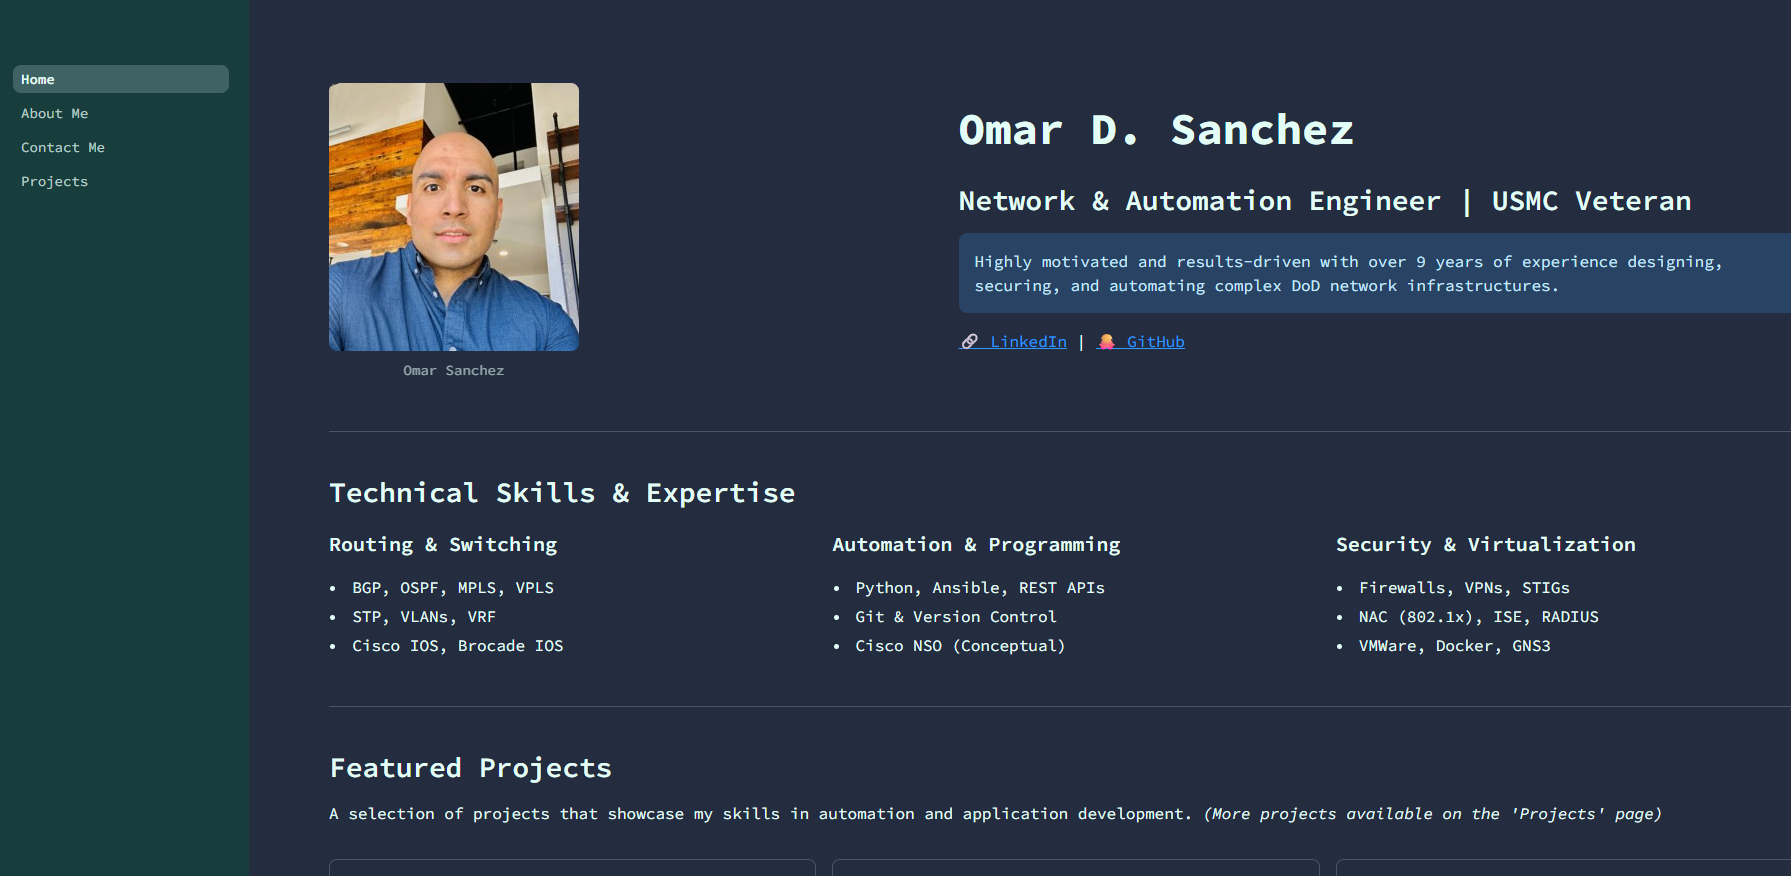 Home
About Me
Contact Me
Projects
Omar D. Sanchez
Network & Automation Engineer | USMC Veteran
Highly motivated and results-driven with over 9 years of experience designing,
securing, and automating complex DoD network infrastructures.
LinkedIn | GitHub
Omar Sanchez
Technical Skills & Expertise
Routing & Switching
• BGP, OSPF, MPLS, VPLS
• STP, VLANs, VRF
• Cisco IOS, Brocade IOS
Automation & Programming
• Python, Ansible, REST APIs
• Git & Version Control
• Cisco NSO (Conceptual)
Security & Virtualization
• Firewalls, VPNs, STIGs
• NAC (802.1x), ISE, RADIUS
• VMWare, Docker, GNS3
Featured Projects
A selection of projects that showcase my skills in automation and application development. (More projects available on the 'Projects' page)